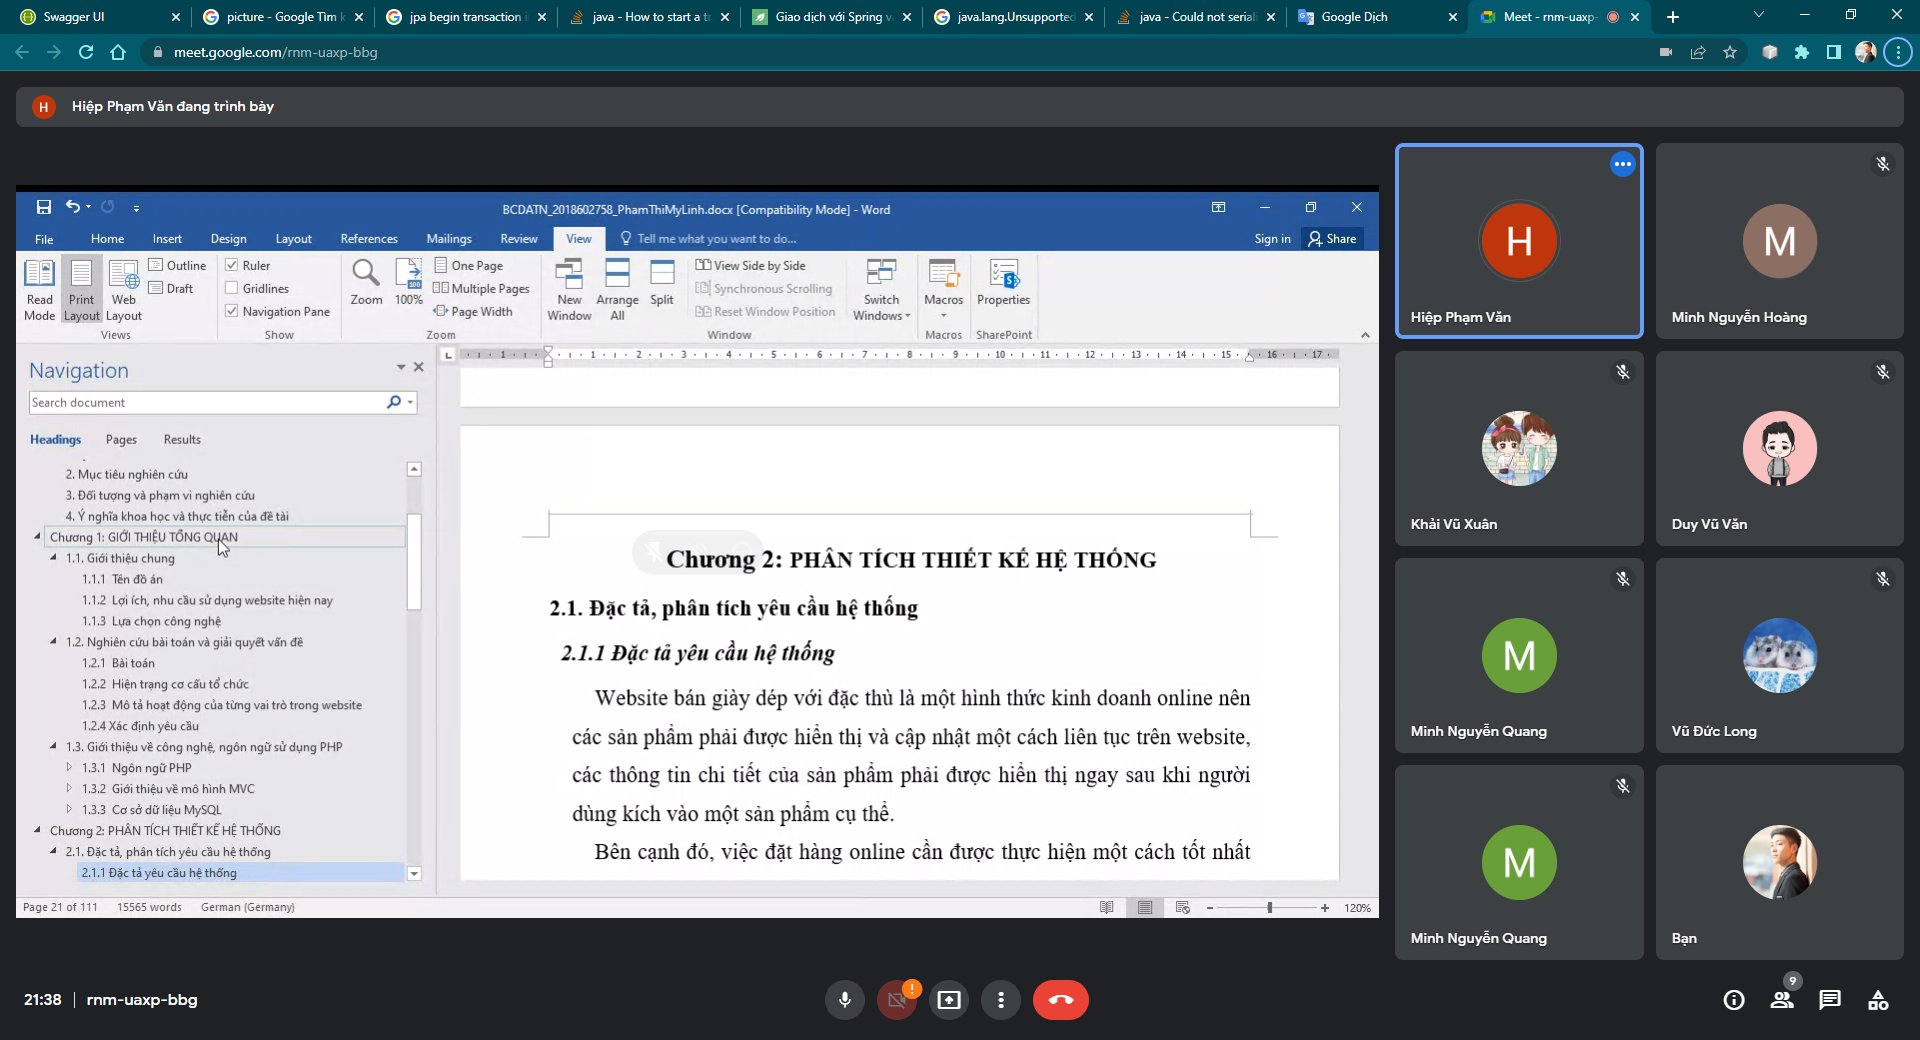 Swagger UI
picture - Google Tìm k
jpa begin transaction i
java - How to start a tr
Giao dịch với Spring v
java.lang.Unsupported
java - Could not serial
Google Dịch
Meet - rnm-uaxp-
meet.google.com/rnm-uaxp-bbg
H
Hiệp Phạm Văn đang trình bày
BCDATN_2018602758_PhamThiMyLinh.docx [Compatibility Mode] - Word
File
Home
Insert
Design
Layout
References
Mailings
Review
View
Tell me what you want to do...
Sign in
Share
Read Mode
Print Layout
Web Layout
Outline
Draft
Views
Ruler
Gridlines
Navigation Pane
Show
Zoom
100%
One Page
Multiple Pages
Page Width
Zoom
New Window
Arrange All
Split
View Side by Side
Synchronous Scrolling
Reset Window Position
Window
Switch Windows
Macros
Macros
Properties
SharePoint
Navigation
Search document
Headings
Pages
Results
2. Mục tiêu nghiên cứu
3. Đối tượng và phạm vi nghiên cứu
4. Ý nghĩa khoa học và thực tiễn của đề tài
Chương 1: GIỚI THIỆU TỔNG QUAN
1.1. Giới thiệu chung
1.1.1 Tên đồ án
1.1.2 Lợi ích, nhu cầu sử dụng website hiện nay
1.1.3 Lựa chọn công nghệ
1.2. Nghiên cứu bài toán và giải quyết vấn đề
1.2.1 Bài toán
1.2.2 Hiện trạng cơ cấu tổ chức
1.2.3 Mô tả hoạt động của từng vai trò trong website
1.2.4 Xác định yêu cầu
1.3. Giới thiệu về công nghệ, ngôn ngữ sử dụng PHP
1.3.1 Ngôn ngữ PHP
1.3.2 Giới thiệu về mô hình MVC
1.3.3 Cơ sở dữ liệu MySQL
Chương 2: PHÂN TÍCH THIẾT KẾ HỆ THỐNG
2.1. Đặc tả, phân tích yêu cầu hệ thống
2.1.1 Đặc tả yêu cầu hệ thống
1 1 2 3 4 5 6 7 8 9 10 11 12 13 14 15 16 17
Chương 2: PHÂN TÍCH THIẾT KẾ HỆ THỐNG
2.1. Đặc tả, phân tích yêu cầu hệ thống
2.1.1 Đặc tả yêu cầu hệ thống
Website bán giày dép với đặc thù là một hình thức kinh doanh online nên
các sản phẩm phải được hiển thị và cập nhật một cách liên tục trên website,
các thông tin chi tiết của sản phẩm phải được hiển thị ngay sau khi người
dùng kích vào một sản phẩm cụ thể.
Bên cạnh đó, việc đặt hàng online cần được thực hiện một cách tốt nhất
Page 21 of 111
15565 words
German (Germany)
120%
H
Hiệp Phạm Văn
M
Minh Nguyễn Hoàng
Khải Vũ Xuân
Duy Vũ Văn
M
Minh Nguyễn Quang
Vũ Đức Long
M
Minh Nguyễn Quang
Bạn
21:38
rnm-uaxp-bbg
!
9